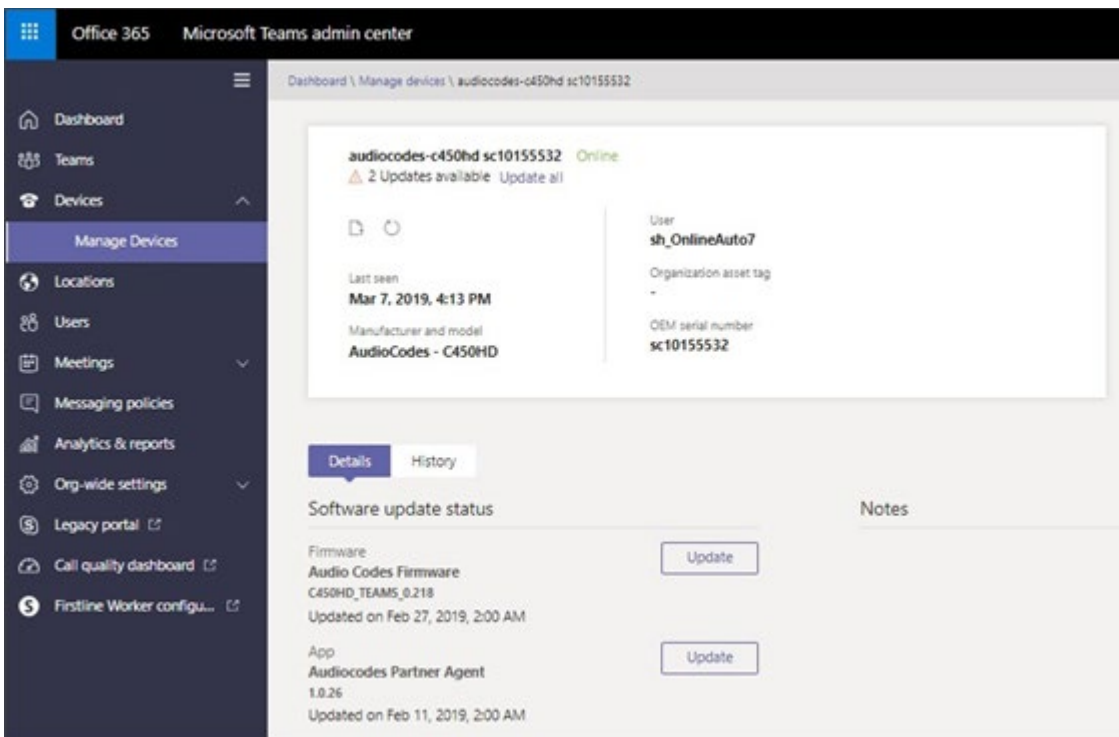 Office 365 Microsoft Teams admin center
Dashboard \ Manage devices \ audiocodes-c450hd sc10155532
Dashboard
Teams
Devices
Manage Devices
Locations
Users
Meetings
Messaging policies
Analytics & reports
Org-wide settings
Legacy portal
Call quality dashboard
Firstline Worker configu...
audiocodes-c450hd sc10155532 Online
2 Updates available Update all
Last seen
Mar 7, 2019, 4:13 PM
Manufacturer and model
AudioCodes - C450HD
User
sh_OnlineAuto7
Organization asset tag
-
OEM serial number
sc10155532
Details History
Software update status
Firmware
Audio Codes Firmware
C450HD_TEAMS_0.218
Updated on Feb 27, 2019, 2:00 AM
Update
App
Audiocodes Partner Agent
1.0.26
Updated on Feb 11, 2019, 2:00 AM
Update
Notes